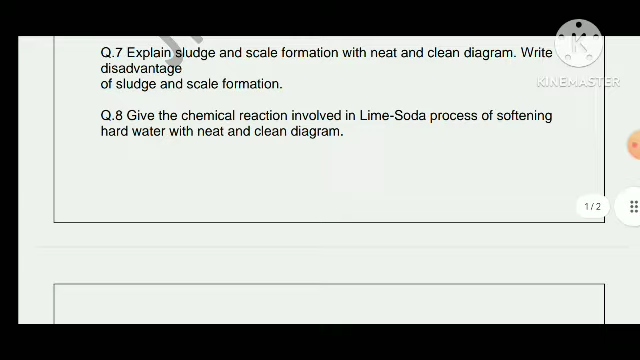 Q.7 Explain sludge and scale formation with neat and clean diagram. Write
disadvantage
of sludge and scale formation.
Q.8 Give the chemical reaction involved in Lime-Soda process of softening
hard water with neat and clean diagram.
K
KINEMASTER
1/2